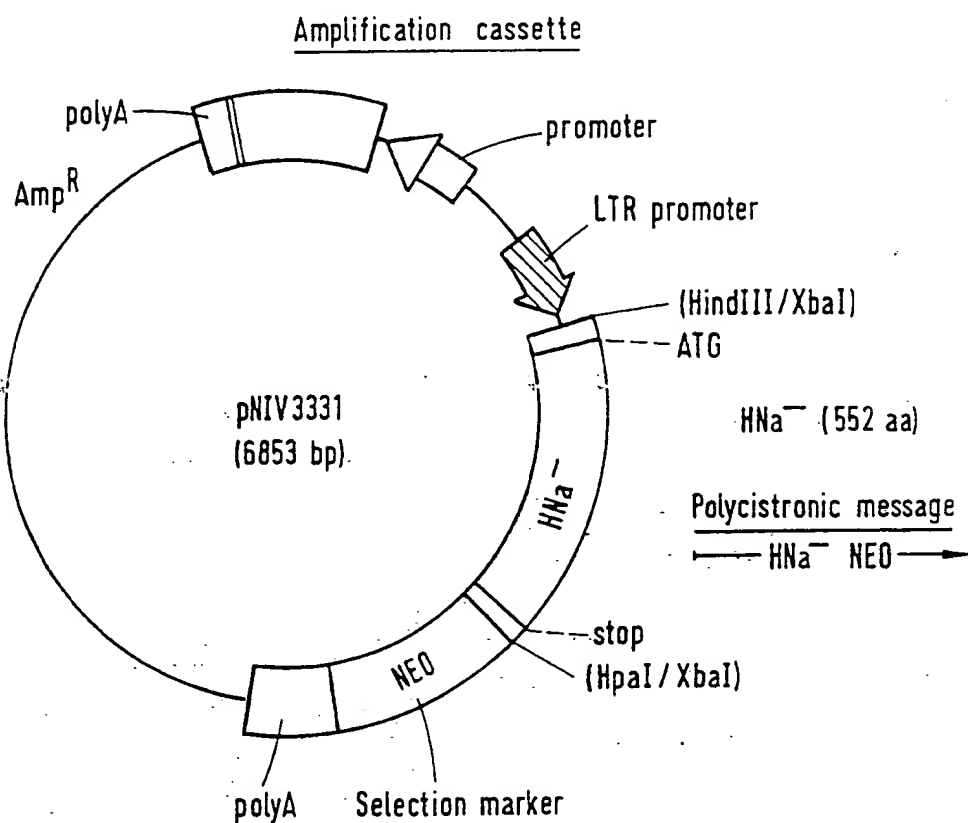 Amplification cassette
polyA
promoter
Amp^R
LTR promoter
(HindIII/XbaI)
ATG
pNIV3331
(6853 bp)
HNa⁻ (552 aa)
HNa⁻
Polycistronic message
HNa⁻ NEO
stop
(HpaI/XbaI)
NEO
polyA
Selection marker